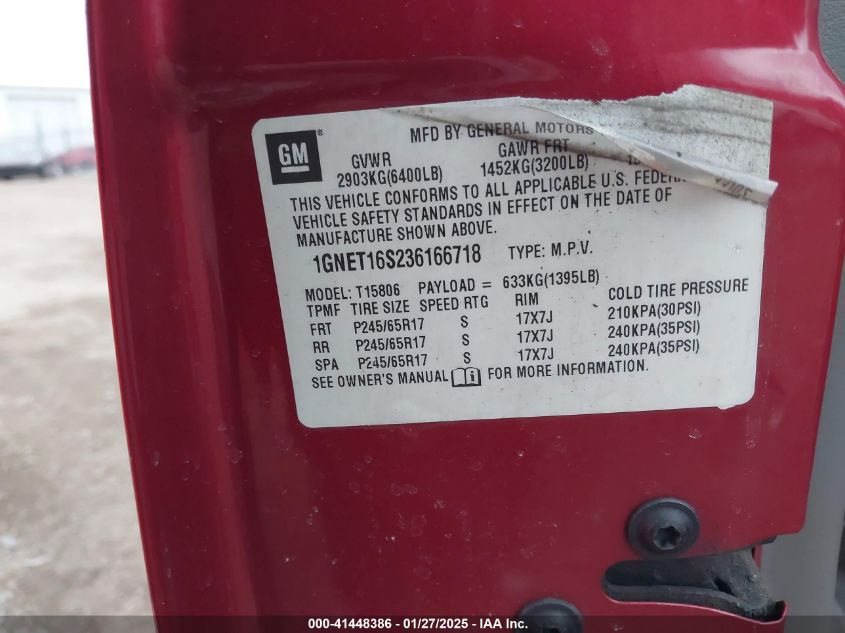 GM
MFD BY GENERAL MOTORS
GVWR GAWR FRT
2903KG(6400LB) 1452KG(3200LB)
THIS VEHICLE CONFORMS TO ALL APPLICABLE U.S.
VEHICLE SAFETY STANDARDS IN EFFECT ON THE DATE OF
MANUFACTURE SHOWN ABOVE.
1GNET16S236166718 TYPE: M.P.V.
MODEL: T15806 PAYLOAD = 633KG(1395LB)
TPMF TIRE SIZE SPEED RTG RIM COLD TIRE PRESSURE
FRT P245/65R17 S 17X7J 210KPA(30PSI)
RR P245/65R17 S 17X7J 240KPA(35PSI)
SPA P245/65R17 S 17X7J 240KPA(35PSI)
SEE OWNER'S MANUAL FOR MORE INFORMATION.
000-41448386 - 01/27/2025 - IAAI Inc.